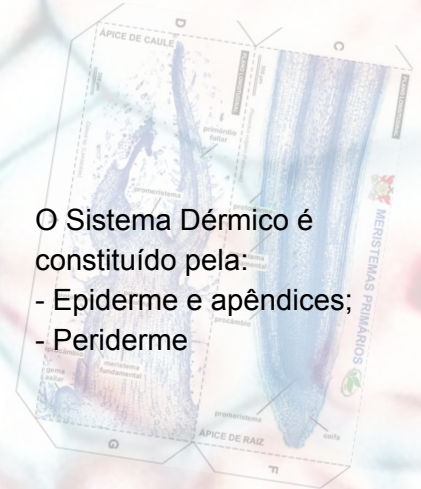 D
ÁPICE DE CAULE
C
primórdio
foliar
promeristema
MERISTEMAS PRIMÁRIOS
O Sistema Dérmico é
constituído pela:
- Epiderme e apêndices;
- Periderme
procâmbio
meristema
fundamental
gema
axilar
promeristema
coifa
ÁPICE DE RAIZ
G
F